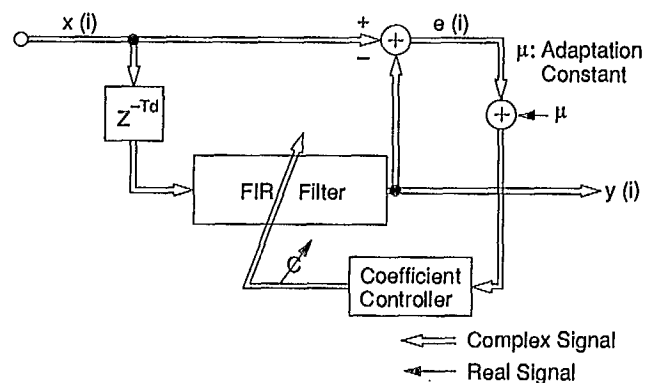 x (i)
+
−
+
e (i)
μ: Adaptation
Constant
Z⁻ᵀᵈ
+
μ
FIR Filter
y (i)
C
Coefficient
Controller
Complex Signal
Real Signal